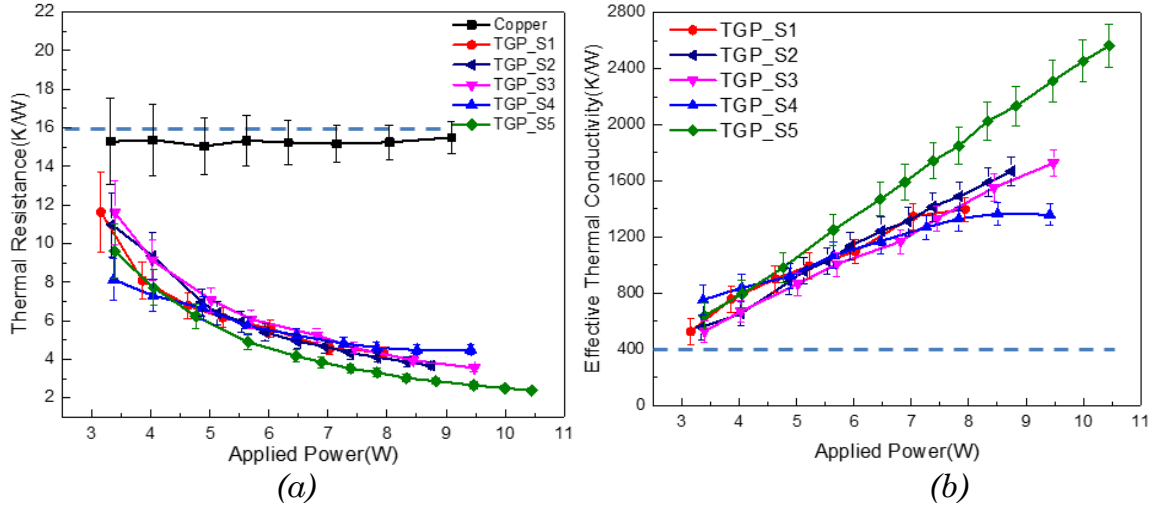 22
20
18
16
14
12
10
8
6
4
2
Thermal Resistance(K/W)
Copper
TGP_S1
TGP_S2
TGP_S3
TGP_S4
TGP_S5
3 4 5 6 7 8 9 10 11
Applied Power(W)
(a)
2800
2400
2000
1600
1200
800
400
0
Effective Thermal Conductivity(K/W)
TGP_S1
TGP_S2
TGP_S3
TGP_S4
TGP_S5
3 4 5 6 7 8 9 10 11
Applied Power(W)
(b)